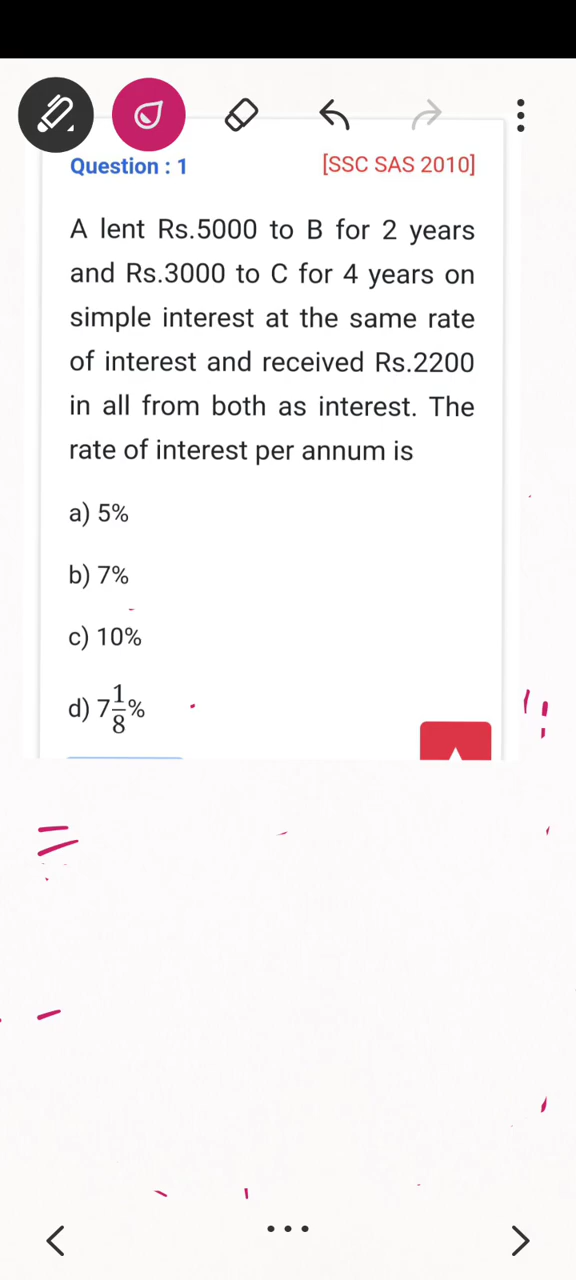 Question : 1 [SSC SAS 2010]
A lent Rs.5000 to B for 2 years
and Rs.3000 to C for 4 years on
simple interest at the same rate
of interest and received Rs.2200
in all from both as interest. The
rate of interest per annum is
a) 5%
b) 7%
c) 10%
d) 7 1/8 %